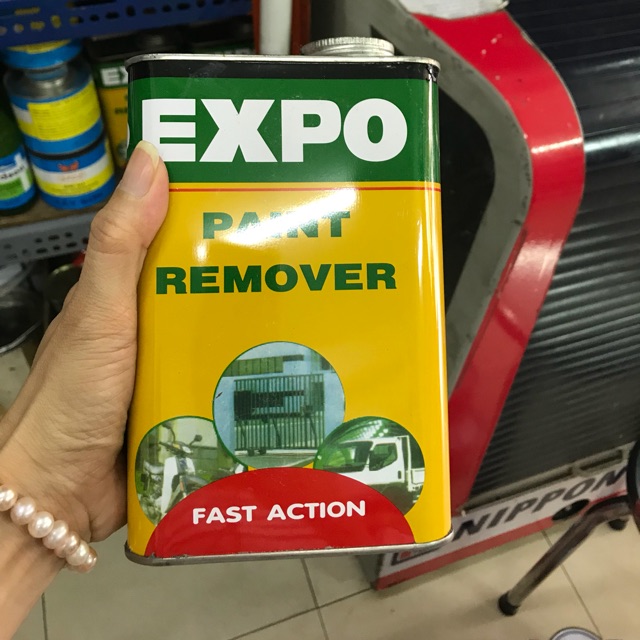 EXPO
PAINT
REMOVER
FAST ACTION
NIPPON